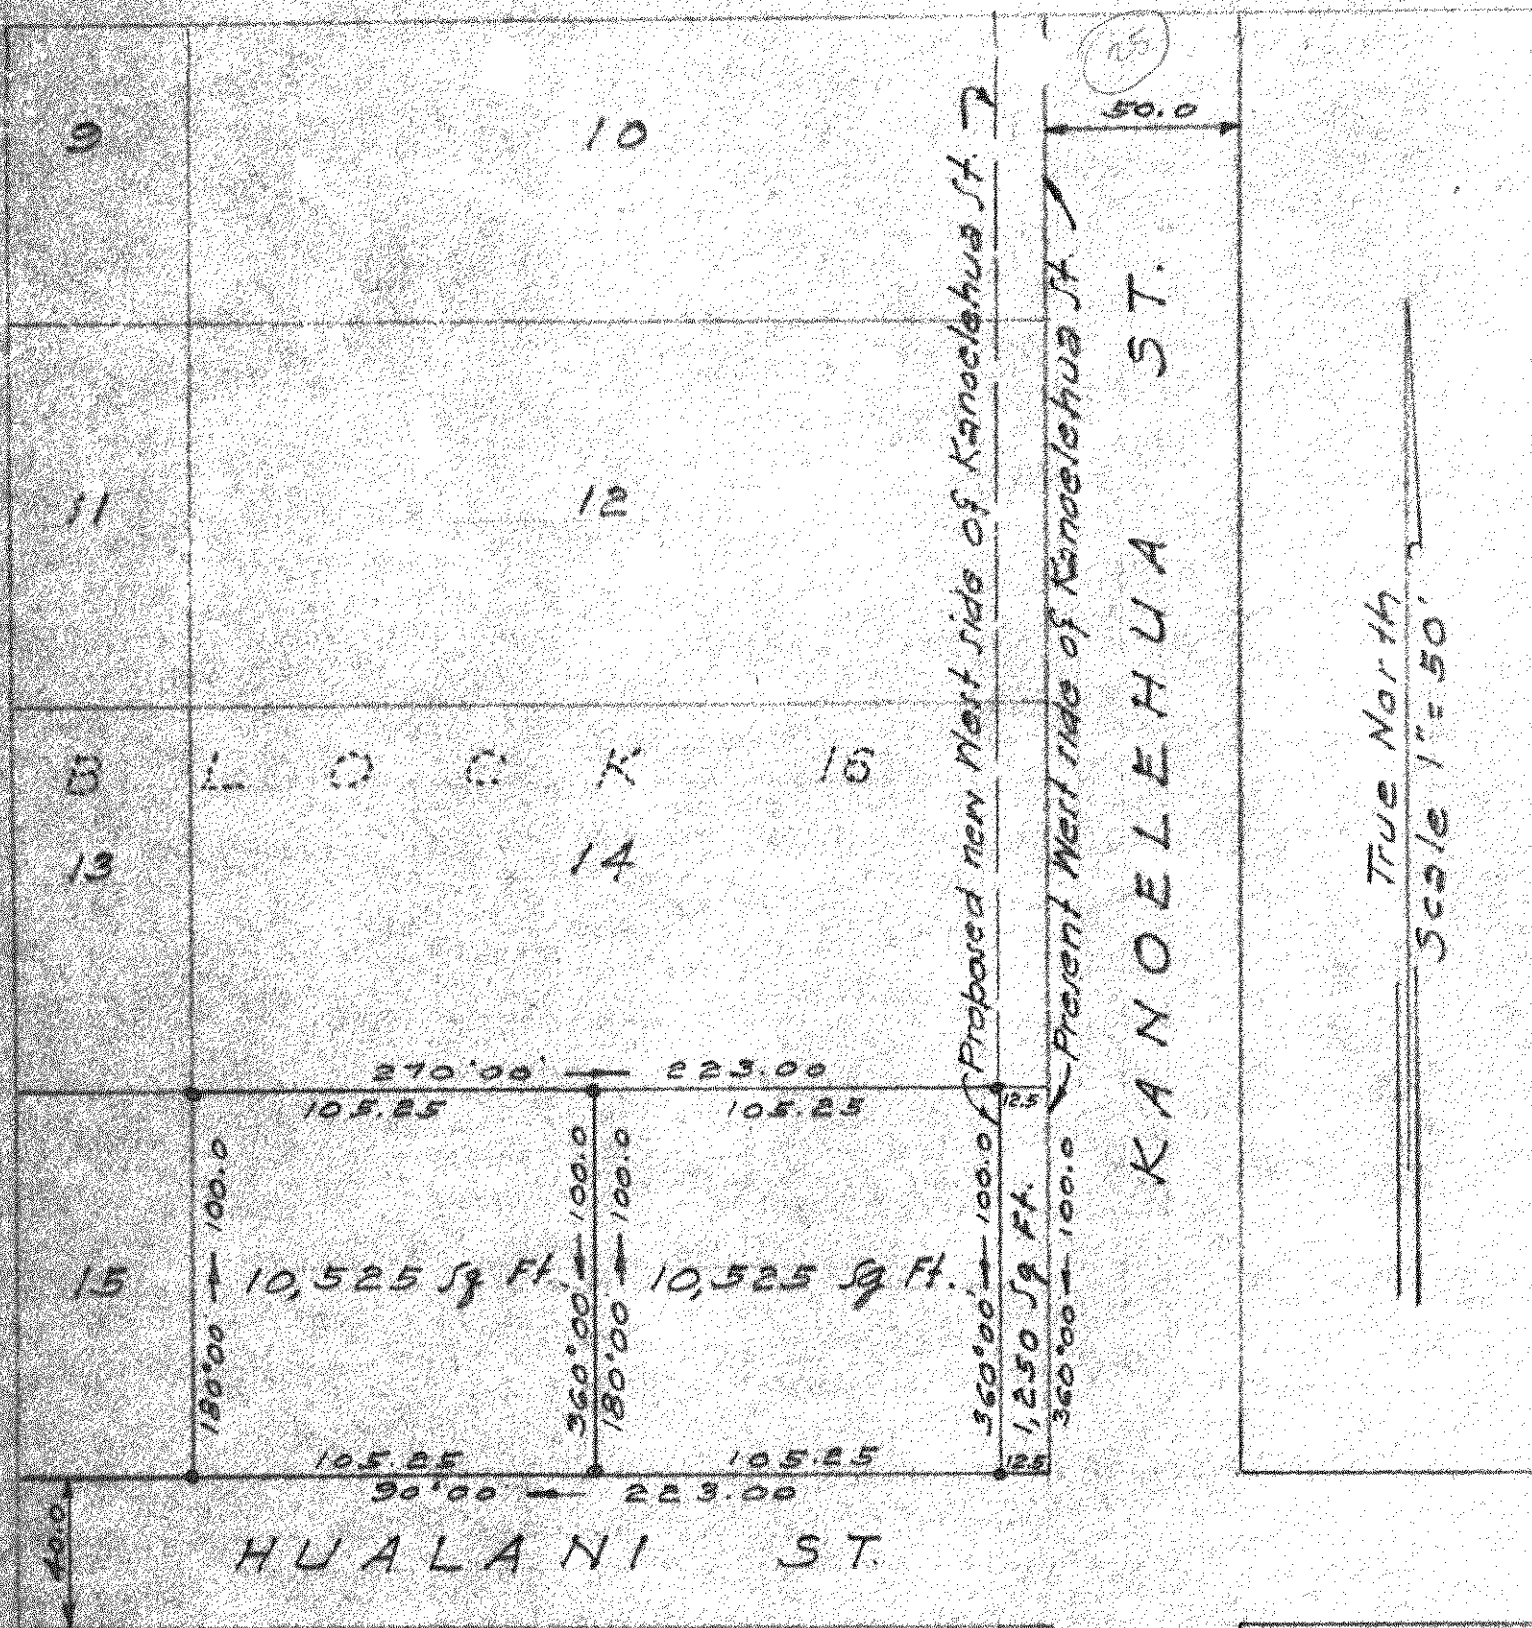 25
50.0
9
10
Proposed new West side of Kanoelehua St.
Present West side of Kanoelehua St.
KANOELEHUA ST.
11
12
True North
Scale 1"=50'
BLOCK 16
13
14
270°00' 223.00
105.25
105.25
12.5
180°00' 100.0
10,525 Sq Ft.
360°00' 100.0
180°00' 100.0
10,525 Sq Ft.
360°00' 100.0
1,250 Sq Ft.
360°00' 100.0
15
105.25
105.25
12.5
90°00' 223.00
40.0
HUALANI ST.